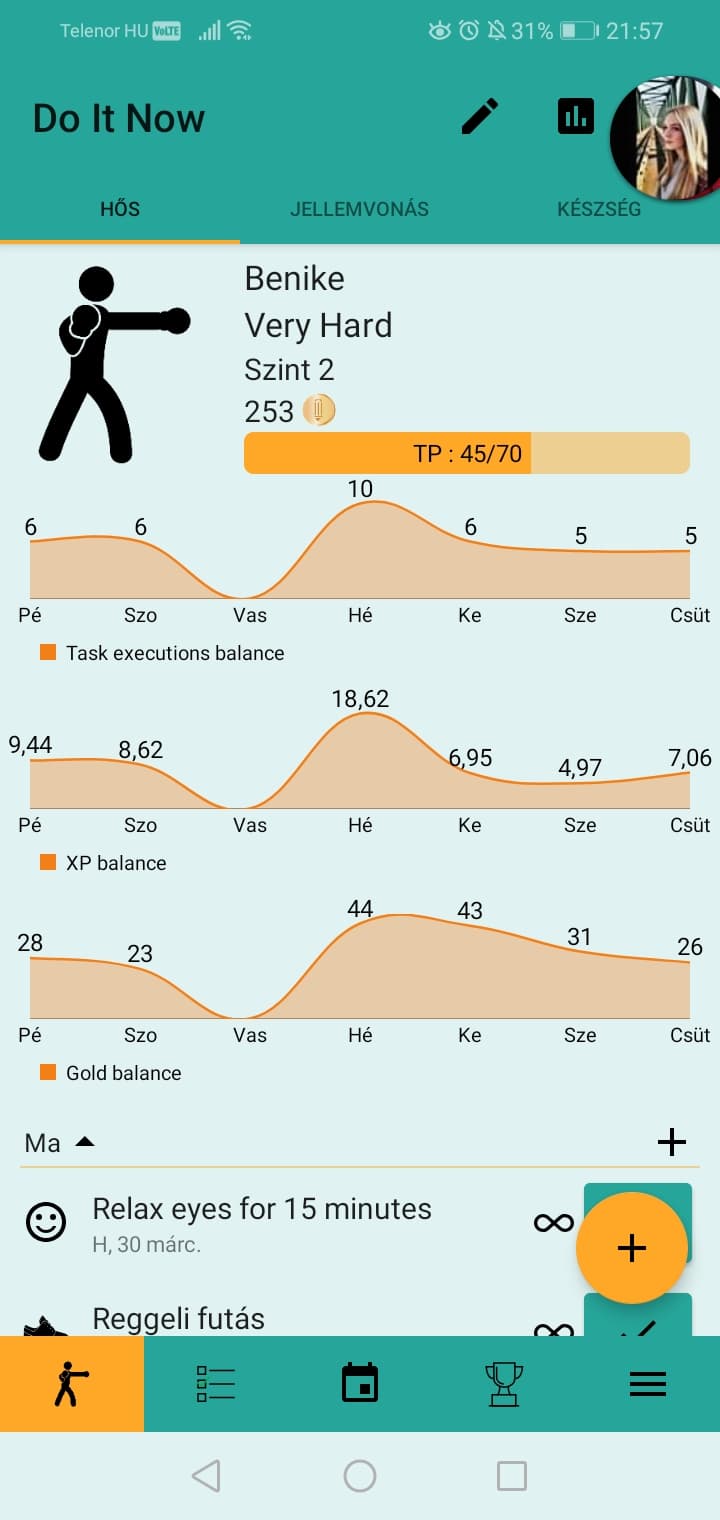 Telenor HU VoLTE 31% 21:57
Do It Now
HŐS JELLEMVONÁS KÉSZSÉG
Benike
Very Hard
Szint 2
253
TP : 45/70
6 6 10 6 5 5
Pé Szo Vas Hé Ke Sze Csüt
Task executions balance
9,44 8,62 18,62 6,95 4,97 7,06
Pé Szo Vas Hé Ke Sze Csüt
XP balance
28 23 44 43 31 26
Pé Szo Vas Hé Ke Sze Csüt
Gold balance
Ma
Relax eyes for 15 minutes
H, 30 márc.
Reggeli futás